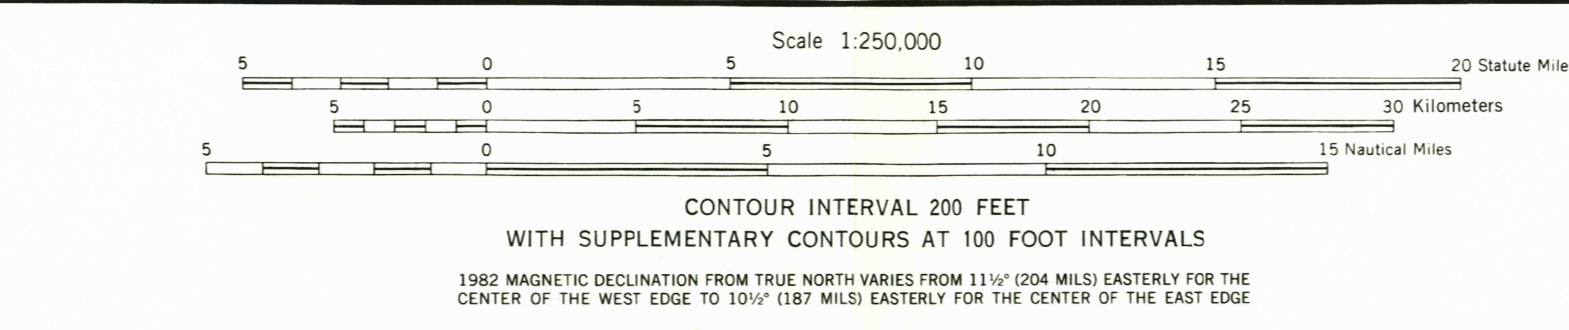 Scale 1:250,000
5 0 5 10 15 20 Statute Mile
5 0 5 10 15 20 25 30 Kilometers
5 0 5 10 15 Nautical Miles
CONTOUR INTERVAL 200 FEET
WITH SUPPLEMENTARY CONTOURS AT 100 FOOT INTERVALS
1982 MAGNETIC DECLINATION FROM TRUE NORTH VARIES FROM 11½° (204 MILS) EASTERLY FOR THE
CENTER OF THE WEST EDGE TO 10½° (187 MILS) EASTERLY FOR THE CENTER OF THE EAST EDGE